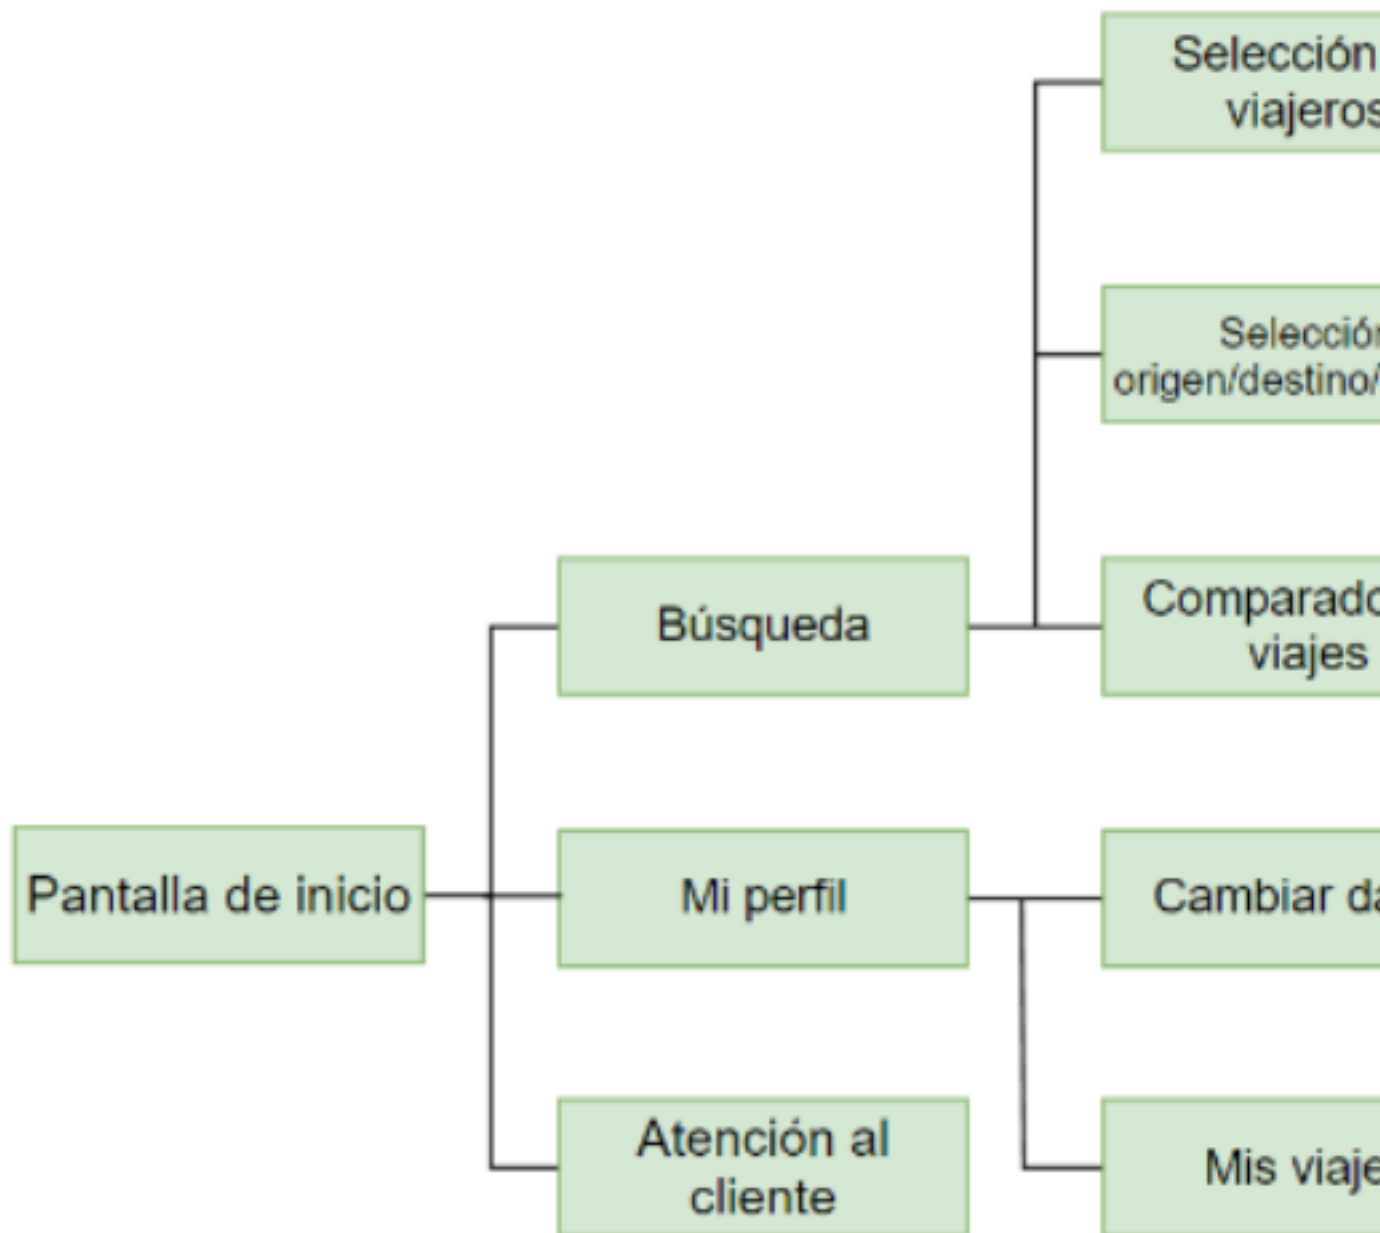 Selección
viajeros
Selección
origen/destino/
Comparado
viajes
Búsqueda
Pantalla de inicio
Mi perfil
Cambiar da
Atención al
cliente
Mis viaje